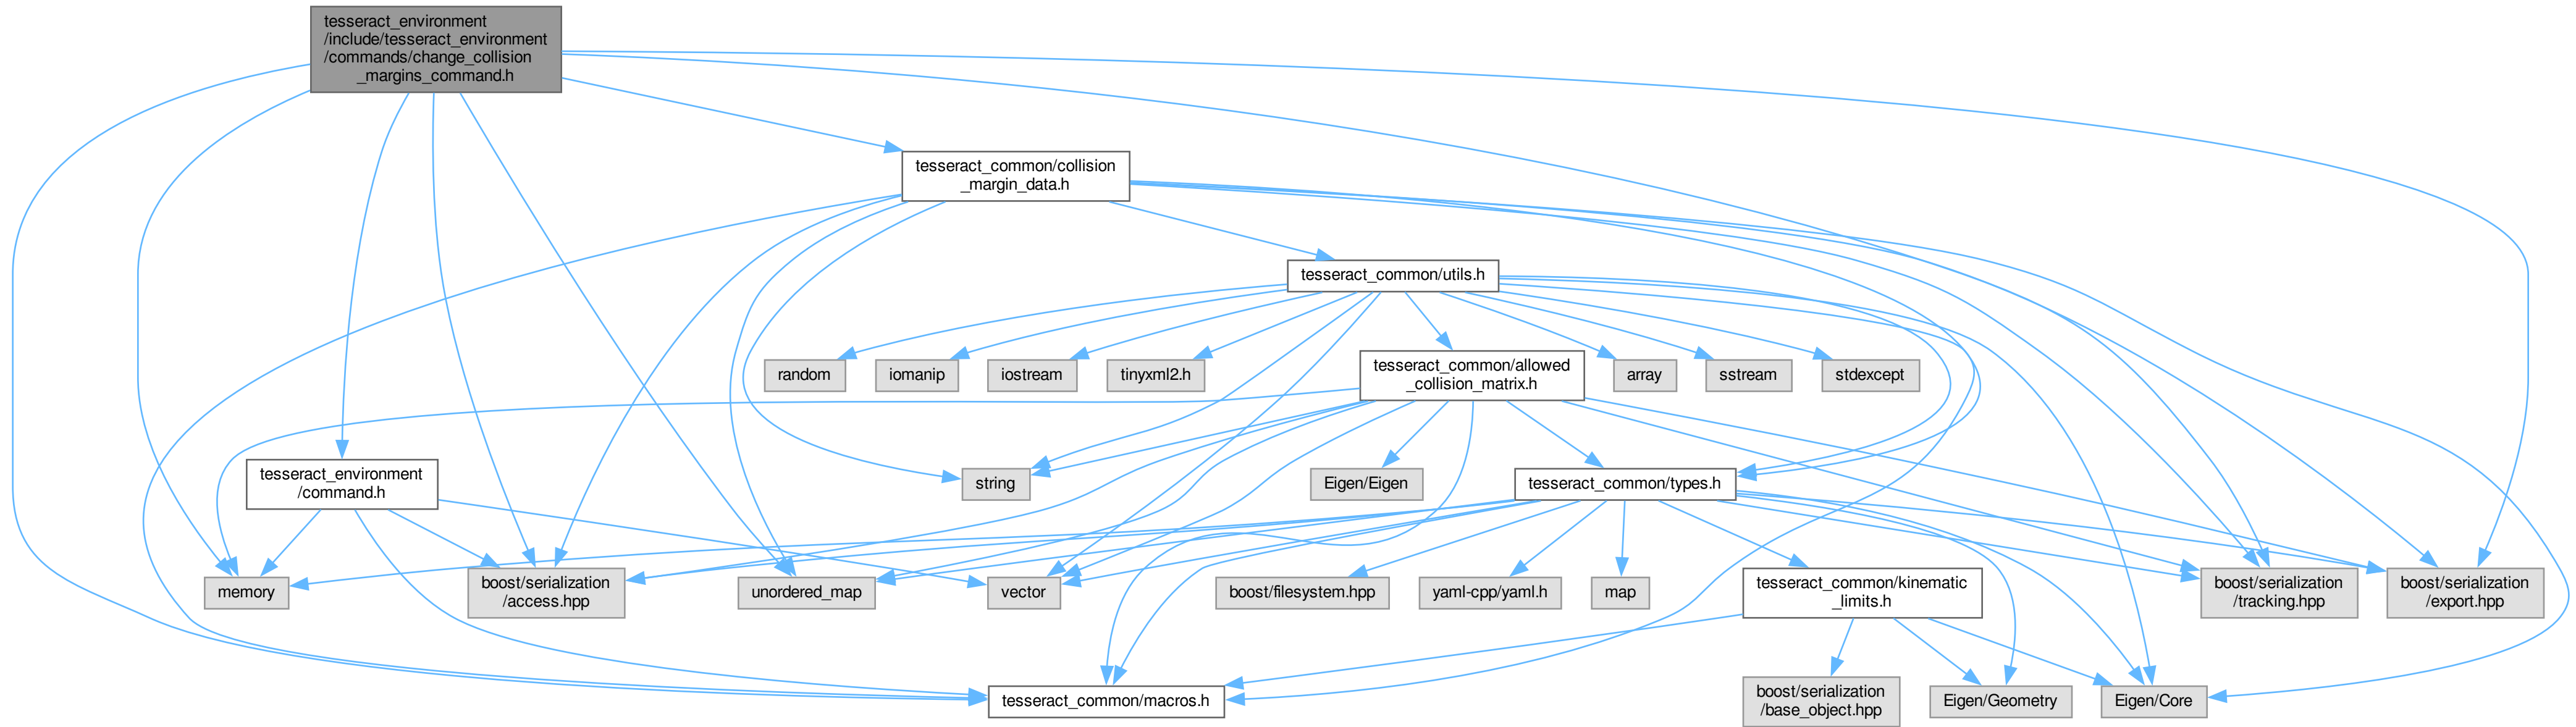 tesseract_environment
/include/tesseract_environment
/commands/change_collision
_margins_command.h
tesseract_common/collision
_margin_data.h
tesseract_common/utils.h
random
iomanip
iostream
tinyxml2.h
tesseract_common/allowed
_collision_matrix.h
array
sstream
stdexcept
tesseract_environment
/command.h
string
Eigen/Eigen
tesseract_common/types.h
memory
boost/serialization
/access.hpp
unordered_map
vector
boost/filesystem.hpp
yaml-cpp/yaml.h
map
tesseract_common/kinematic
_limits.h
boost/serialization
/tracking.hpp
boost/serialization
/export.hpp
tesseract_common/macros.h
boost/serialization
/base_object.hpp
Eigen/Geometry
Eigen/Core